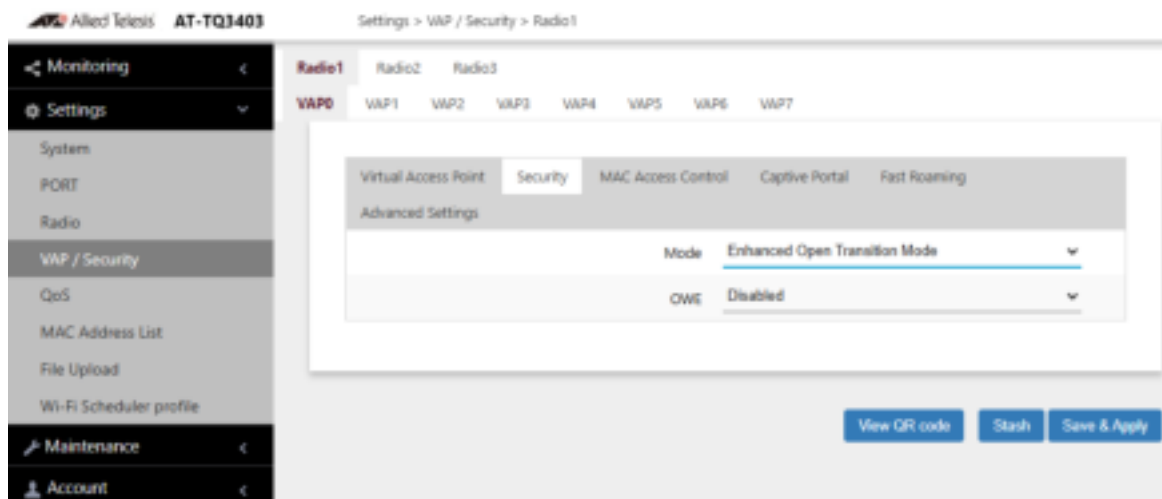 Allied Telesis AT-TQ3403 Settings > VAP / Security > Radio1
Monitoring
Settings
System
PORT
Radio
VAP / Security
QoS
MAC Address List
File Upload
Wi-Fi Scheduler profile
Maintenance
Account
Radio1 Radio2 Radio3
VAP0 VAP1 VAP2 VAP3 VAP4 VAP5 VAP6 VAP7
Virtual Access Point Security MAC Access Control Captive Portal Fast Roaming
Advanced Settings
Mode Enhanced Open Transition Mode
OWE Disabled
View QR code Stash Save & Apply